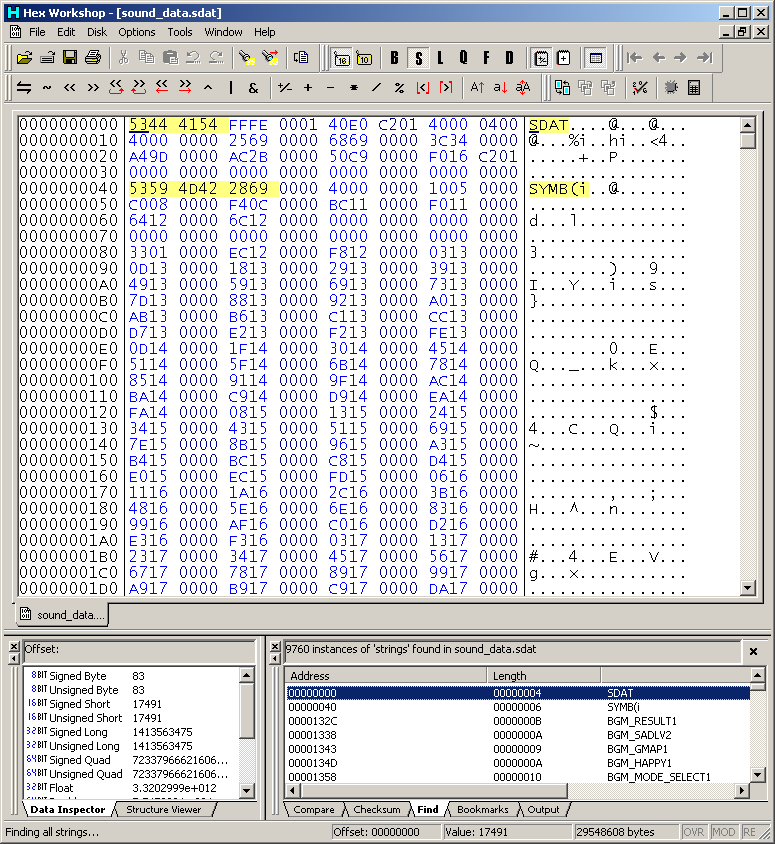 Hex Workshop - [sound_data.sdat]
File Edit View Insert Disk Options Tools Window Help
16 10 B S L Q F D
0000000000 5344 4154 FFFE 0001 40E0 C201 4000 0400 SDAT....@...@...
0000000010 4000 0000 2569 0000 6869 0000 3C34 0000 @...%i..hi..<4..
0000000020 A49D 0000 AC2B 0000 50C9 0000 F016 C201 .....+..P.......
0000000030 0000 0000 0000 0000 0000 0000 0000 0000 ................
0000000040 5359 4D42 2869 0000 4000 0000 1005 0000 SYMB(i..@.......
0000000050 C008 0000 F40C 0000 BC11 0000 F011 0000 ................
0000000060 6412 0000 6C12 0000 0000 0000 0000 0000 d...l...........
0000000070 0000 0000 0000 0000 0000 0000 0000 0000 ................
0000000080 3301 0000 EC12 0000 F812 0000 0313 0000 3...............
0000000090 0D13 0000 1813 0000 2913 0000 3913 0000 ........)...9...
00000000A0 4913 0000 5913 0000 6913 0000 7313 0000 I...Y...i...s...
00000000B0 7D13 0000 8813 0000 9213 0000 A013 0000 }...............
00000000C0 AB13 0000 B613 0000 C113 0000 CC13 0000 ................
00000000D0 D713 0000 E213 0000 F213 0000 FE13 0000 ................
00000000E0 0D14 0000 1F14 0000 3014 0000 4514 0000 ........0...E...
00000000F0 5114 0000 5F14 0000 6B14 0000 7814 0000 Q..._...k...x...
0000000100 8514 0000 9114 0000 9F14 0000 AC14 0000 ................
0000000110 BA14 0000 C914 0000 D914 0000 EA14 0000 ................
0000000120 FA14 0000 0815 0000 1315 0000 2415 0000 ............$...
0000000130 3415 0000 4315 0000 5115 0000 6915 0000 4...C...Q...i...
0000000140 7E15 0000 8B15 0000 9615 0000 A315 0000 ~...............
0000000150 B415 0000 BC15 0000 C815 0000 D415 0000 ................
0000000160 E015 0000 EC15 0000 FD15 0000 0616 0000 ................
0000000170 1116 0000 1A16 0000 2C16 0000 3B16 0000 ........,...;...
0000000180 4816 0000 5E16 0000 6E16 0000 8316 0000 H...^...n.......
0000000190 9916 0000 AF16 0000 C016 0000 D216 0000 ................
00000001A0 E316 0000 F316 0000 0317 0000 1317 0000 ................
00000001B0 2317 0000 3417 0000 4517 0000 5617 0000 #...4...E...V...
00000001C0 6717 0000 7817 0000 8917 0000 9917 0000 g...x...........
00000001D0 A917 0000 B917 0000 C917 0000 DA17 0000 ................
sound_data....
Offset:
8BIT Signed Byte 83
8BIT Unsigned Byte 83
16BIT Signed Short 17491
16BIT Unsigned Short 17491
32BIT Signed Long 1413563475
32BIT Unsigned Long 1413563475
64BIT Signed Quad 72337966621606...
64BIT Unsigned Quad 72337966621606...
32BIT Float 3.3202999e+012
Data Inspector Structure Viewer
9760 instances of 'strings' found in sound_data.sdat
Address Length
00000000 00000004 SDAT
00000040 00000006 SYMB(i
0000132C 0000000B BGM_RESULT1
00001338 0000000A BGM_SADLV2
00001343 00000009 BGM_GMAP1
0000134D 0000000A BGM_HAPPY1
00001358 00000010 BGM_MODE_SELECT1
Compare Checksum Find Bookmarks Output
Finding all strings... Offset: 00000000 Value: 17491 29548608 bytes OVR MOD READ